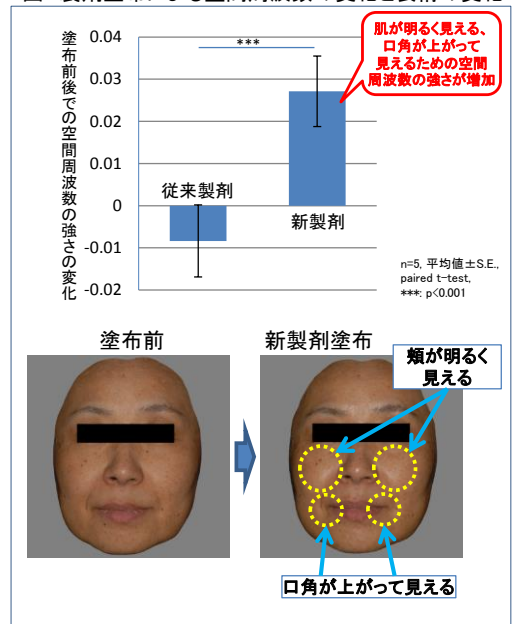 肌が明るく見える、
口角が上がって
見えるための空間
周波数の強さが増加
***
0.04
0.03
0.02
0.01
0
-0.01
-0.02
塗布前後での空間周波数の強さの変化
従来製剤
新製剤
n=5, 平均値±S.E.,
paired t-test,
***: p<0.001
塗布前
新製剤塗布
頬が明るく
見える
口角が上がって見える